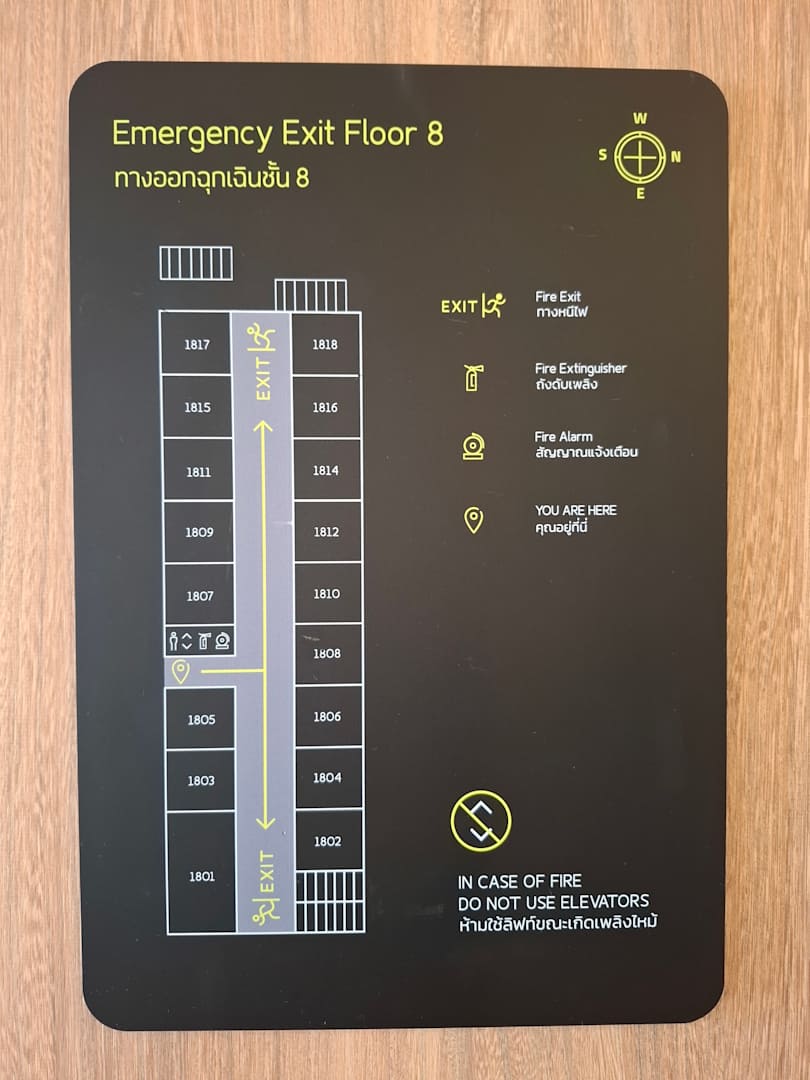 Emergency Exit Floor 8
ทางออกฉุกเฉินชั้น 8
W
S N
E
EXIT Fire Exit
ทางหนีไฟ
Fire Extinguisher
ถังดับเพลิง
Fire Alarm
สัญญาณแจ้งเตือน
YOU ARE HERE
คุณอยู่ที่นี่
EXIT
1817 1818
1815 1816
1811 1814
1809 1812
1807 1810
1808
1805 1806
1803 1804
1801 1802
EXIT
IN CASE OF FIRE
DO NOT USE ELEVATORS
ห้ามใช้ลิฟท์ขณะเกิดเพลิงไหม้